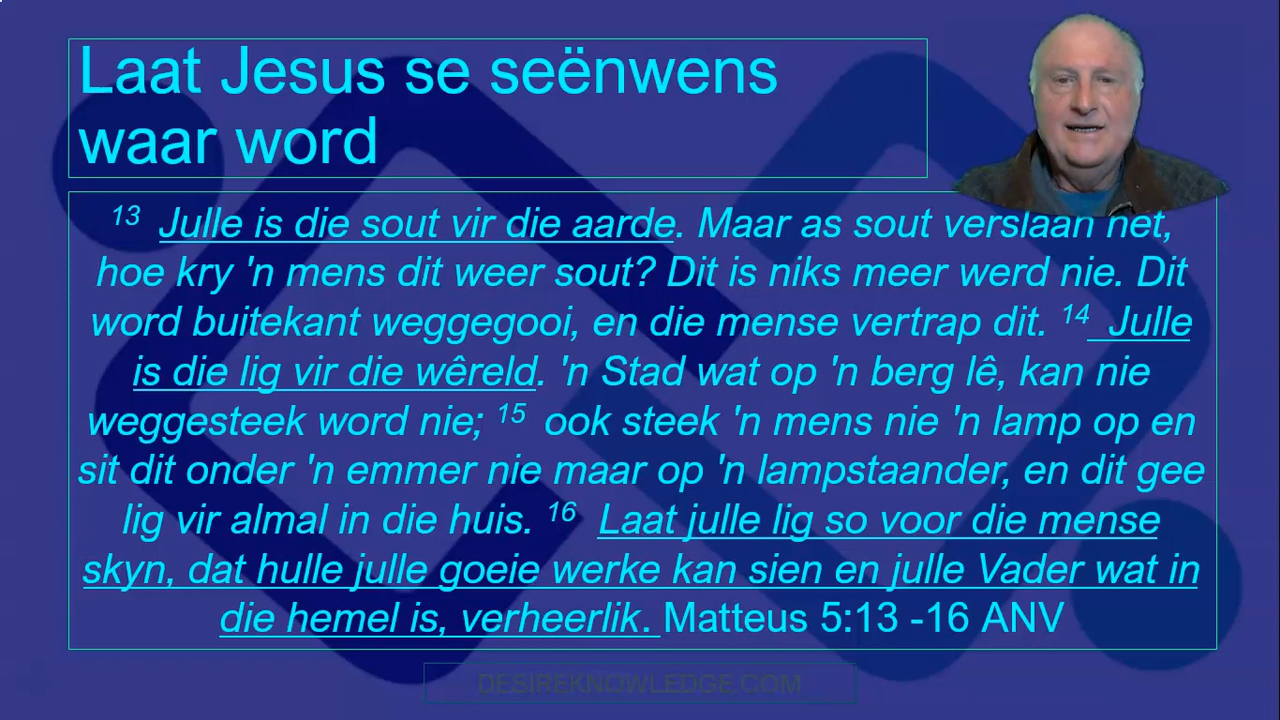 Laat Jesus se seënwens
waar word
13 Julle is die sout vir die aarde. Maar as sout verslaan het,
hoe kry 'n mens dit weer sout? Dit is niks meer werd nie. Dit
word buitekant weggegooi, en die mense vertrap dit. 14 Julle
is die lig vir die wêreld. 'n Stad wat op 'n berg lê, kan nie
weggesteek word nie; 15 ook steek 'n mens nie 'n lamp op en
sit dit onder 'n emmer nie maar op 'n lampstaander, en dit gee
lig vir almal in die huis. 16 Laat julle lig so voor die mense
skyn, dat hulle julle goeie werke kan sien en julle Vader wat in
die hemel is, verheerlik. Matteus 5:13 -16 ANV
DESIREKNOWLEDGE.COM